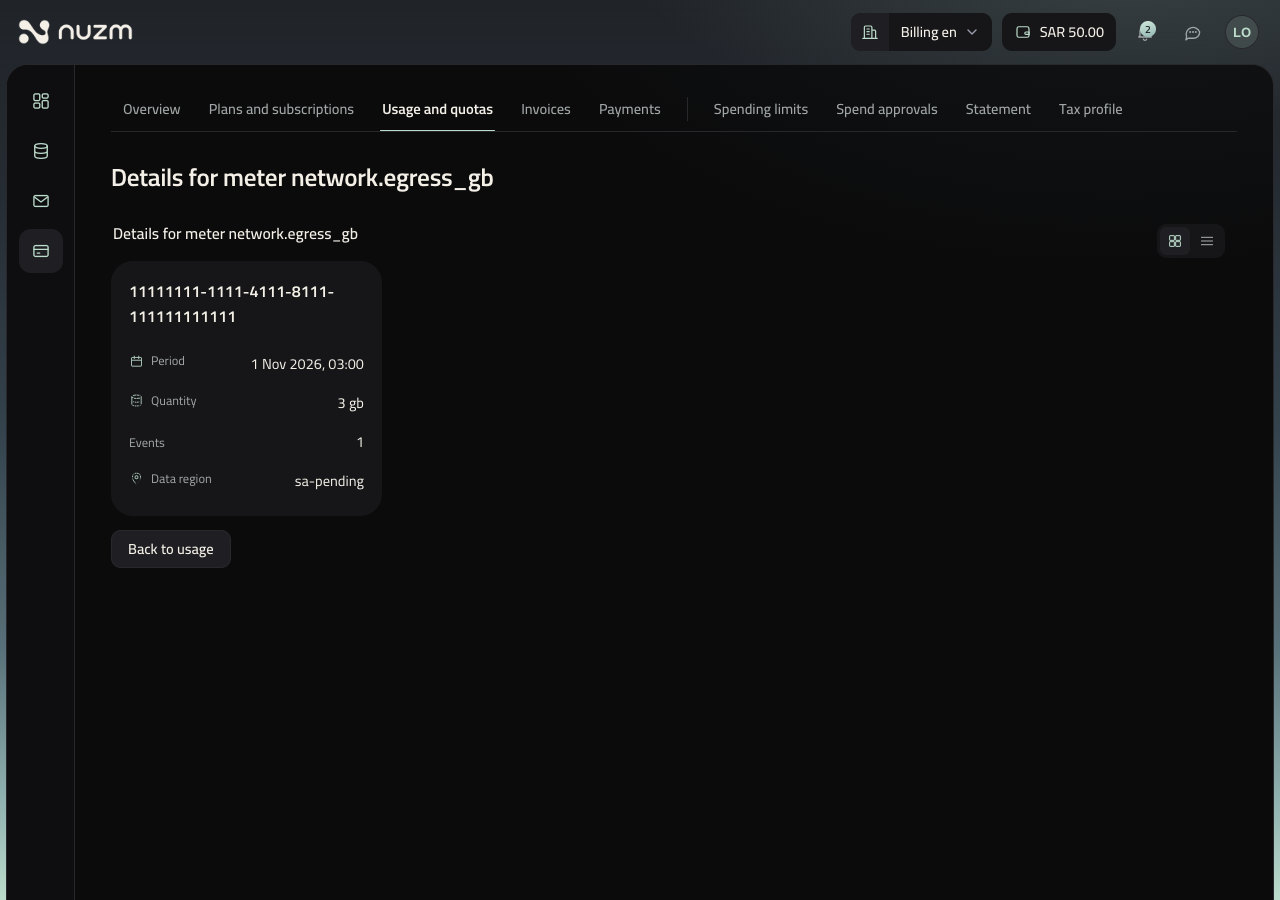 nuzm
Billing en
SAR 50.00
2
LO
Overview
Plans and subscriptions
Usage and quotas
Invoices
Payments
Spending limits
Spend approvals
Statement
Tax profile
Details for meter network.egress_gb
Details for meter network.egress_gb
11111111-1111-4111-8111-
111111111111
Period 1 Nov 2026, 03:00
Quantity 3 gb
Events 1
Data region sa-pending
Back to usage